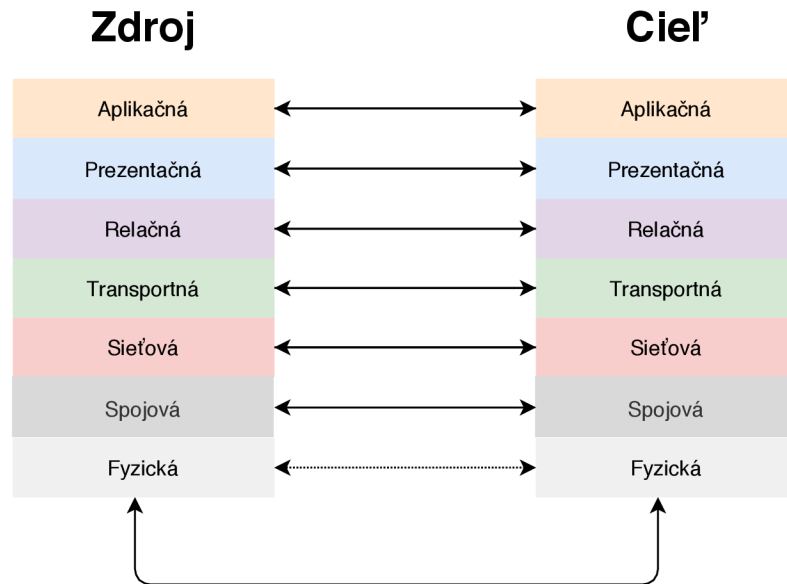 Zdroj
Cieľ
Aplikačná
Aplikačná
Prezentačná
Prezentačná
Relačná
Relačná
Transportná
Transportná
Sieťová
Sieťová
Spojová
Spojová
Fyzická
Fyzická